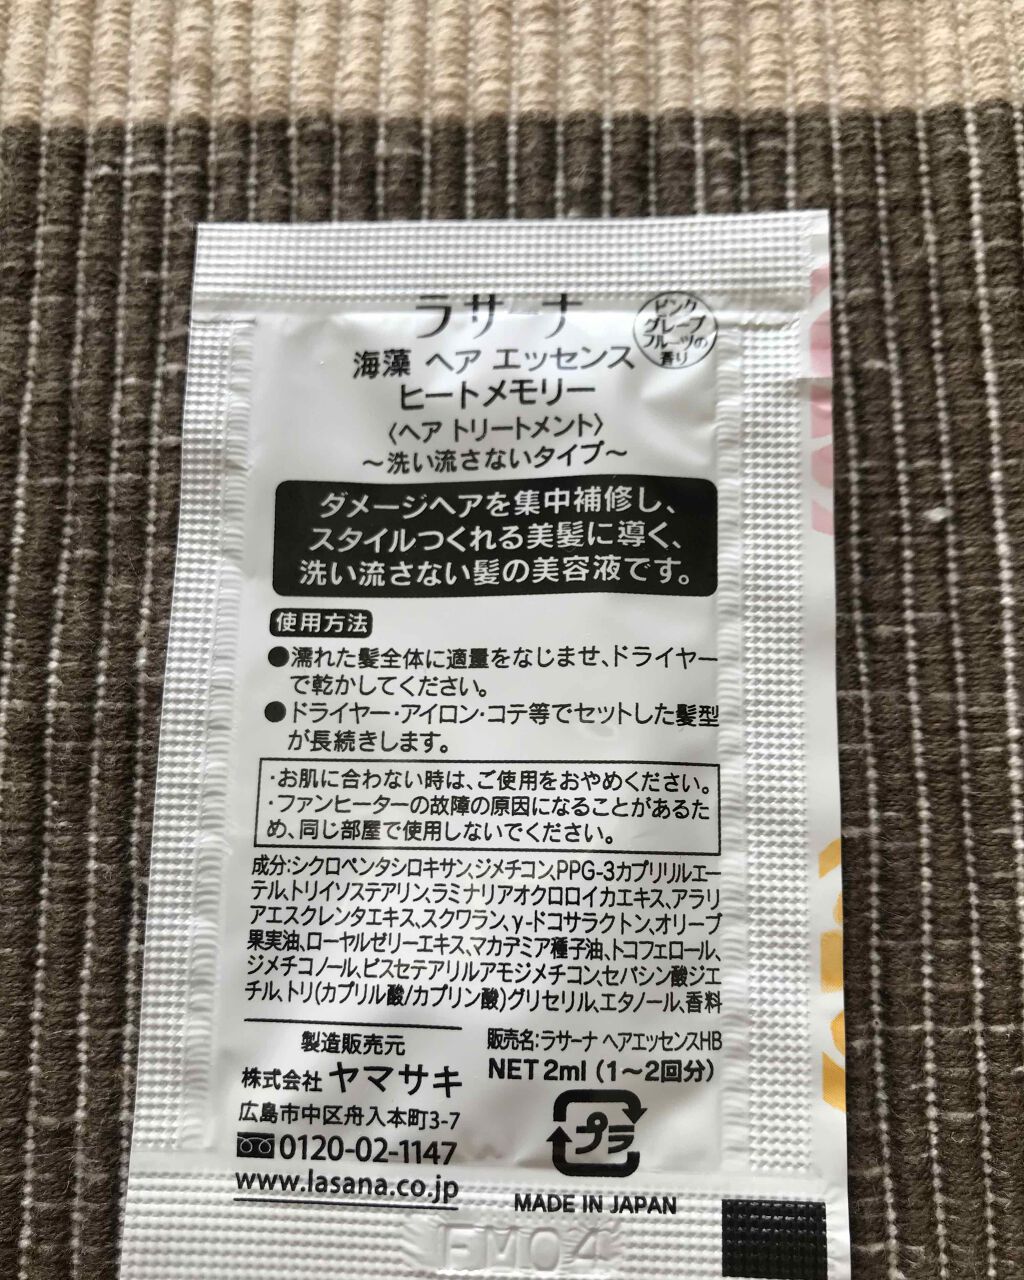 ラサーナ
ピンク
グレープ
フルーツの
香り
海藻 ヘア エッセンス
ヒートメモリー
〈ヘア トリートメント〉
～洗い流さないタイプ～
ダメージヘアを集中補修し、
スタイルつくれる美髪に導く、
洗い流さない髪の美容液です。
使用方法
●濡れた髪全体に適量をなじませ、ドライヤー
で乾かしてください。
●ドライヤー・アイロン・コテ等でセットした髪型
が長続きします。
・お肌に合わない時は、ご使用をおやめください。
・ファンヒーターの故障の原因になることがあるた
め、同じ部屋で使用しないでください。
成分:シクロペンタシロキサン、ジメチコン、PPG-3カプリリルエー
テル、トリイソステアリン、ラミナリアオクロロイカエキス、アラリ
アエスクレンタエキス、スクワラン、γ-ドコサラクトン、オリーブ
果実油、ローヤルゼリーエキス、マカデミア種子油、トコフェロール、
ジメチコノール、ビスセテアリルアモジメチコン、セバシン酸ジエ
チル、トリ(カプリル酸/カプリン酸)グリセリル、エタノール、香料
製造販売元
株式会社 ヤマサキ
広島市中区舟入本町3-7
0120-02-1147
www.lasana.co.jp
販売名:ラサーナ ヘアエッセンスHB
NET 2ml (1～2回分)
プラ
MADE IN JAPAN
FM04